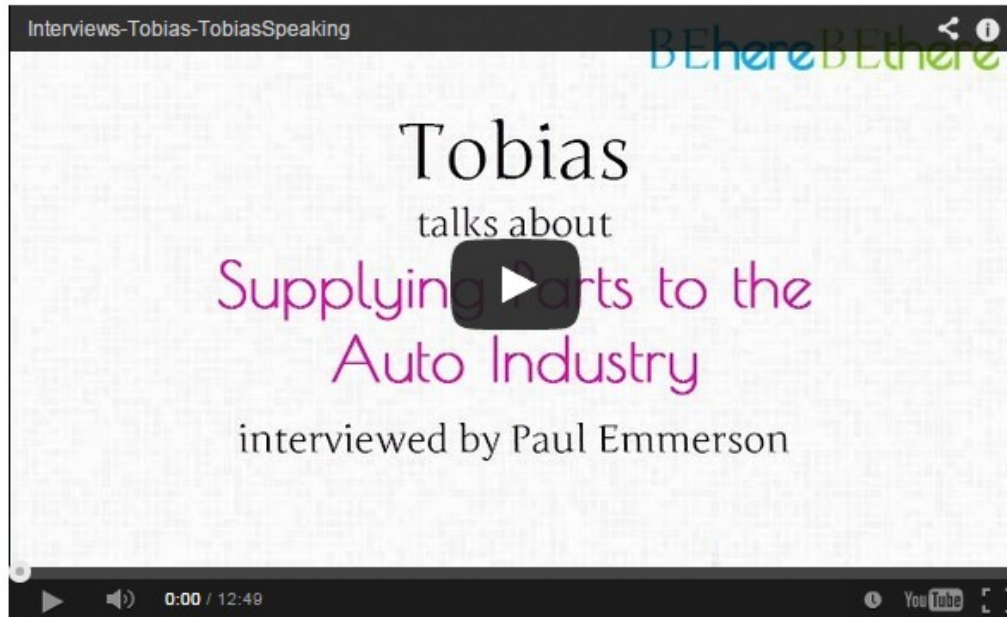 Interviews-Tobias-TobiasSpeaking
BEhereBEthere
Tobias
talks about
Supplying Parts to the
Auto Industry
interviewed by Paul Emmerson
0:00 / 12:49
YouTube